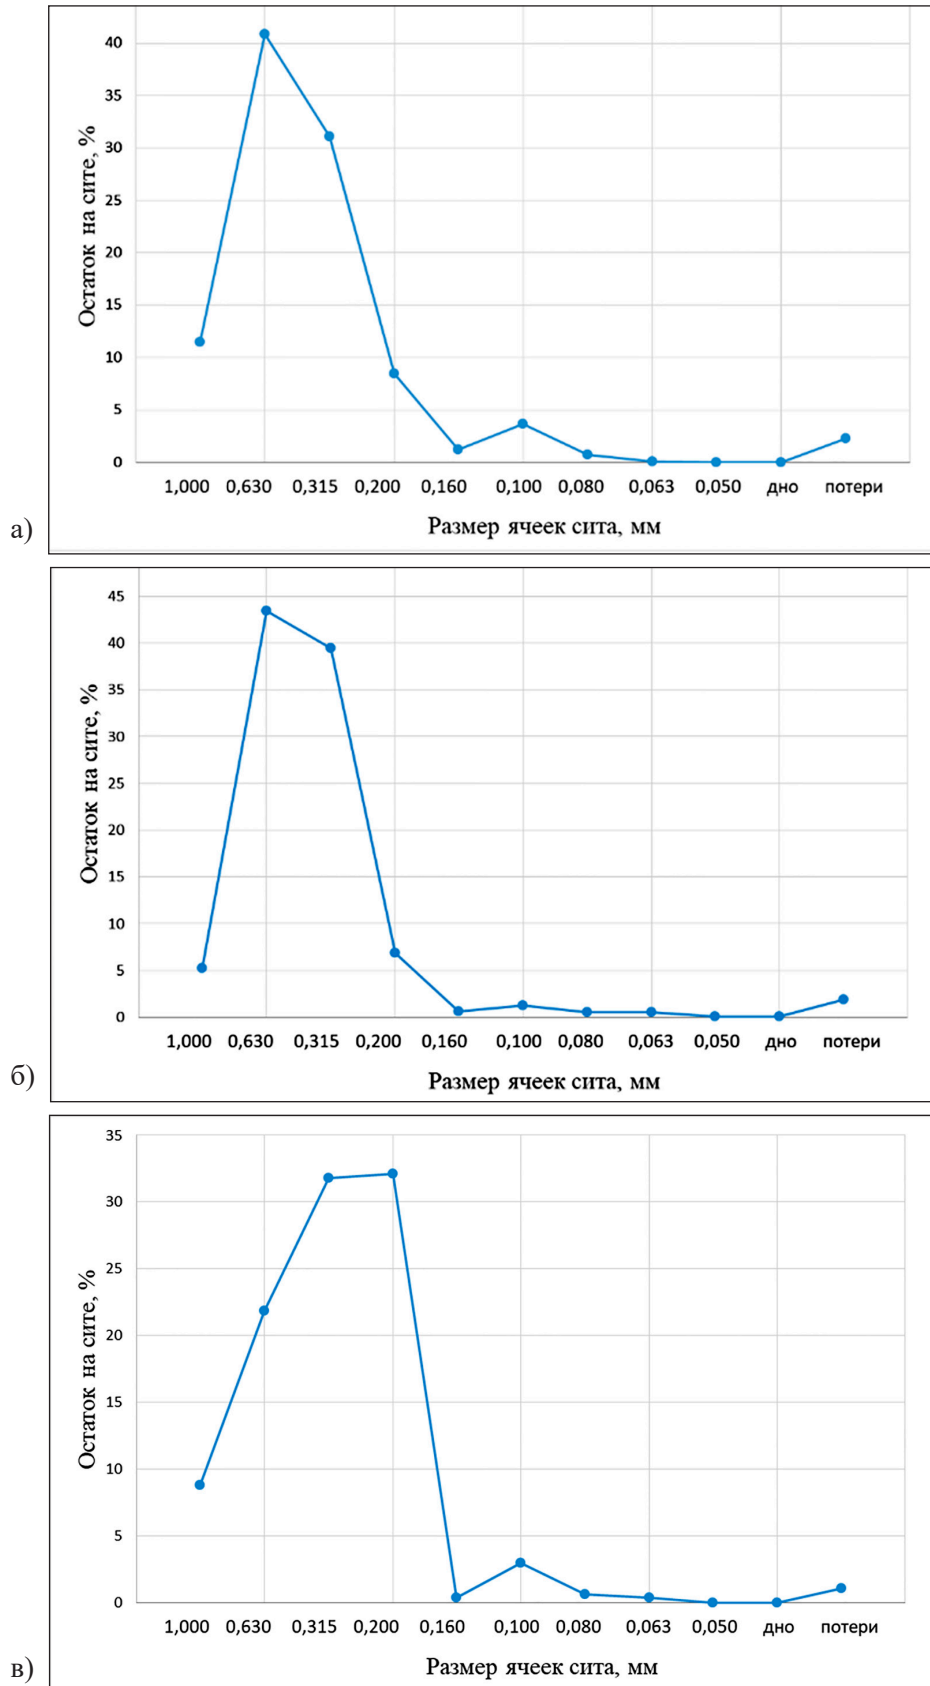 40
35
30
25
20
15
10
5
0
Остаток на сите, %
1,000 0,630 0,315 0,200 0,160 0,100 0,080 0,063 0,050 дно потери
Размер ячеек сита, мм
а)
45
40
35
30
25
20
15
10
5
0
Остаток на сите, %
1,000 0,630 0,315 0,200 0,160 0,100 0,080 0,063 0,050 дно потери
Размер ячеек сита, мм
б)
35
30
25
20
15
10
5
0
Остаток на сите, %
1,000 0,630 0,315 0,200 0,160 0,100 0,080 0,063 0,050 дно потери
Размер ячеек сита, мм
в)